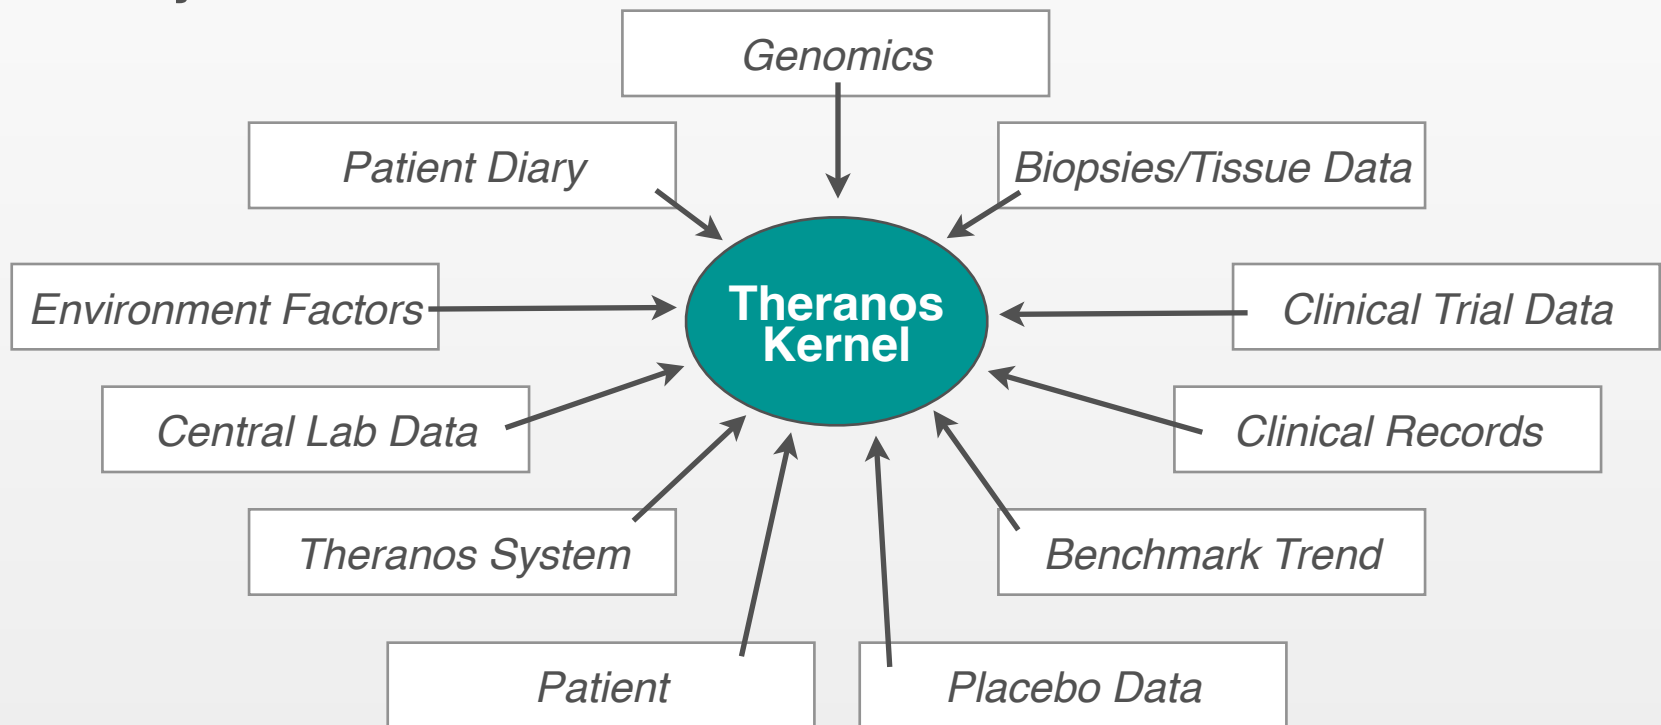 Genomics
Patient Diary
Biopsies/Tissue Data
Environment Factors
Theranos
Kernel
Clinical Trial Data
Central Lab Data
Clinical Records
Theranos System
Benchmark Trend
Patient
Placebo Data